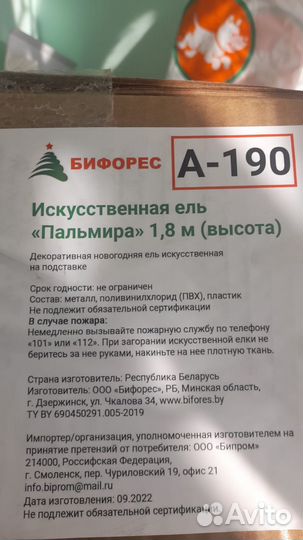 БИФОРЕС
А-190
Искусственная ель
«Пальмира» 1,8 м (высота)
Декоративная новогодняя ель искусственная
на подставке
Срок годности: не ограничен
Состав: металл, поливинилхлорид (ПВХ), пластик
Не подлежит обязательной сертификации
В случае пожара:
Немедленно вызывайте пожарную службу по телефону
«101» или «112». При загорании искусственной елки не
беритесь за нее руками, накиньте на нее плотную ткань.
Страна изготовитель: Республика Беларусь
Изготовитель: ООО «Бифорес», РБ, Минская область,
г. Дзержинск, ул. Чкалова 34, www.bifores.by
TY BY 690450291.005-2019
Импортер/организация, уполномоченная изготовителем на
принятие претензий от потребителя: ООО «Бипром»
214000, Российская Федерация,
г. Смоленск, пер. Чуриловский 19, офис 21
info.biprom@mail.ru
Дата изготовления: 09.2022
Не подлежит обязательной сертификации
Avito